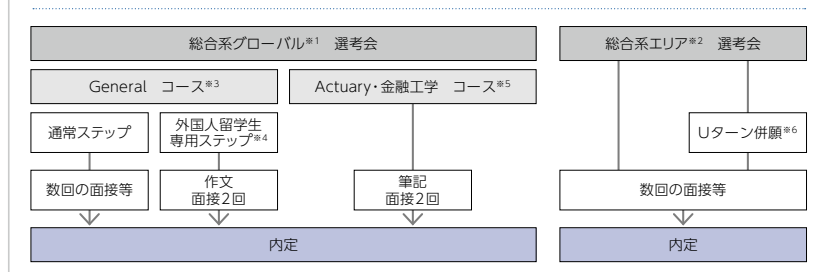 総合系グローバル※1 選考会
総合系エリア※2 選考会
General コース※3
Actuary・金融工学 コース※5
通常ステップ
外国人留学生
専用ステップ※4
Uターン併願※6
数回の面接等
作文
面接2回
筆記
面接2回
数回の面接等
内定
内定